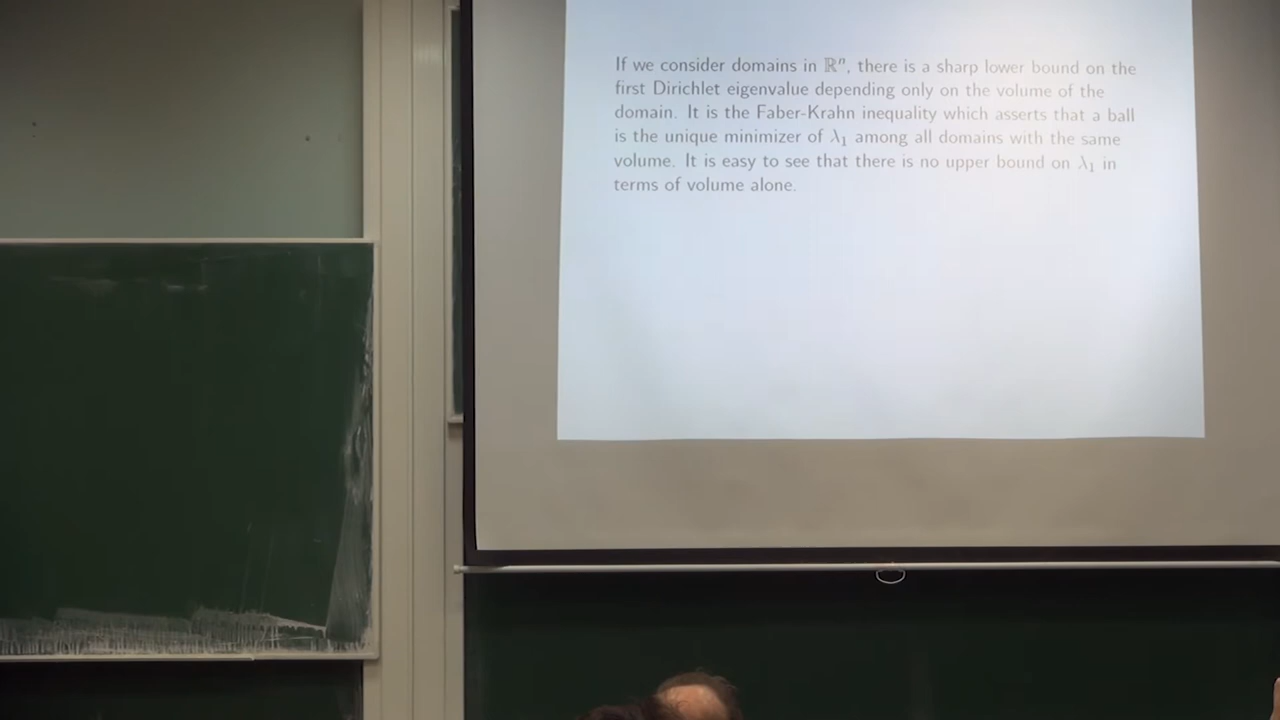 If we consider domains in ℝⁿ, there is a sharp lower bound on the
first Dirichlet eigenvalue depending only on the volume of the
domain. It is the Faber-Krahn inequality which asserts that a ball
is the unique minimizer of λ₁ among all domains with the same
volume. It is easy to see that there is no upper bound on λ₁ in
terms of volume alone.